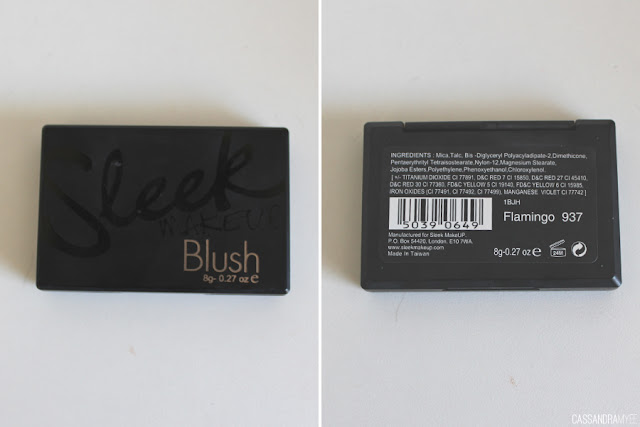 Sleek
MAKEUP
Blush
8g- 0.27 oz e
INGREDIENTS : Mica,Talc, Bis -Diglyceryl Polyacyladipate-2,Dimethicone,
Pentaerythrityl Tetraisostearate,Nylon-12,Magnesium Stearate,
Jojoba Esters,Polyethylene,Phenoxyethanol,Chloroxylenol.
[ +/- TITANIUM DIOXIDE CI 77891, D&C RED 7 CI 15850, D&C RED 27 CI 45410,
D&C RED 30 CI 73360, FD&C YELLOW 5 CI 19140, FD&C YELLOW 6 CI 15985,
IRON OXIDES (CI 77491, CI 77492, CI 77499), MANGANESE VIOLET CI 77742 ]
1BJH
50390649
Flamingo 937
Manufactured for Sleek MakeUP.
P.O. Box 54420, London, E10 7WA.
www.sleekmakeup.com
Made in Taiwan
8g-0.27 oz e
24M
CASSANDRAMYEE